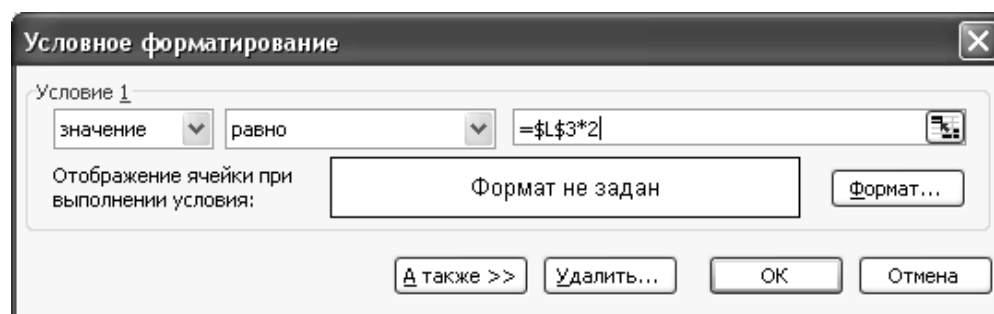 Условное форматирование
Условие 1
значение равно =$L$3*2
Отображение ячейки при выполнении условия:
Формат не задан
Формат...
А также >> Удалить... ОК Отмена